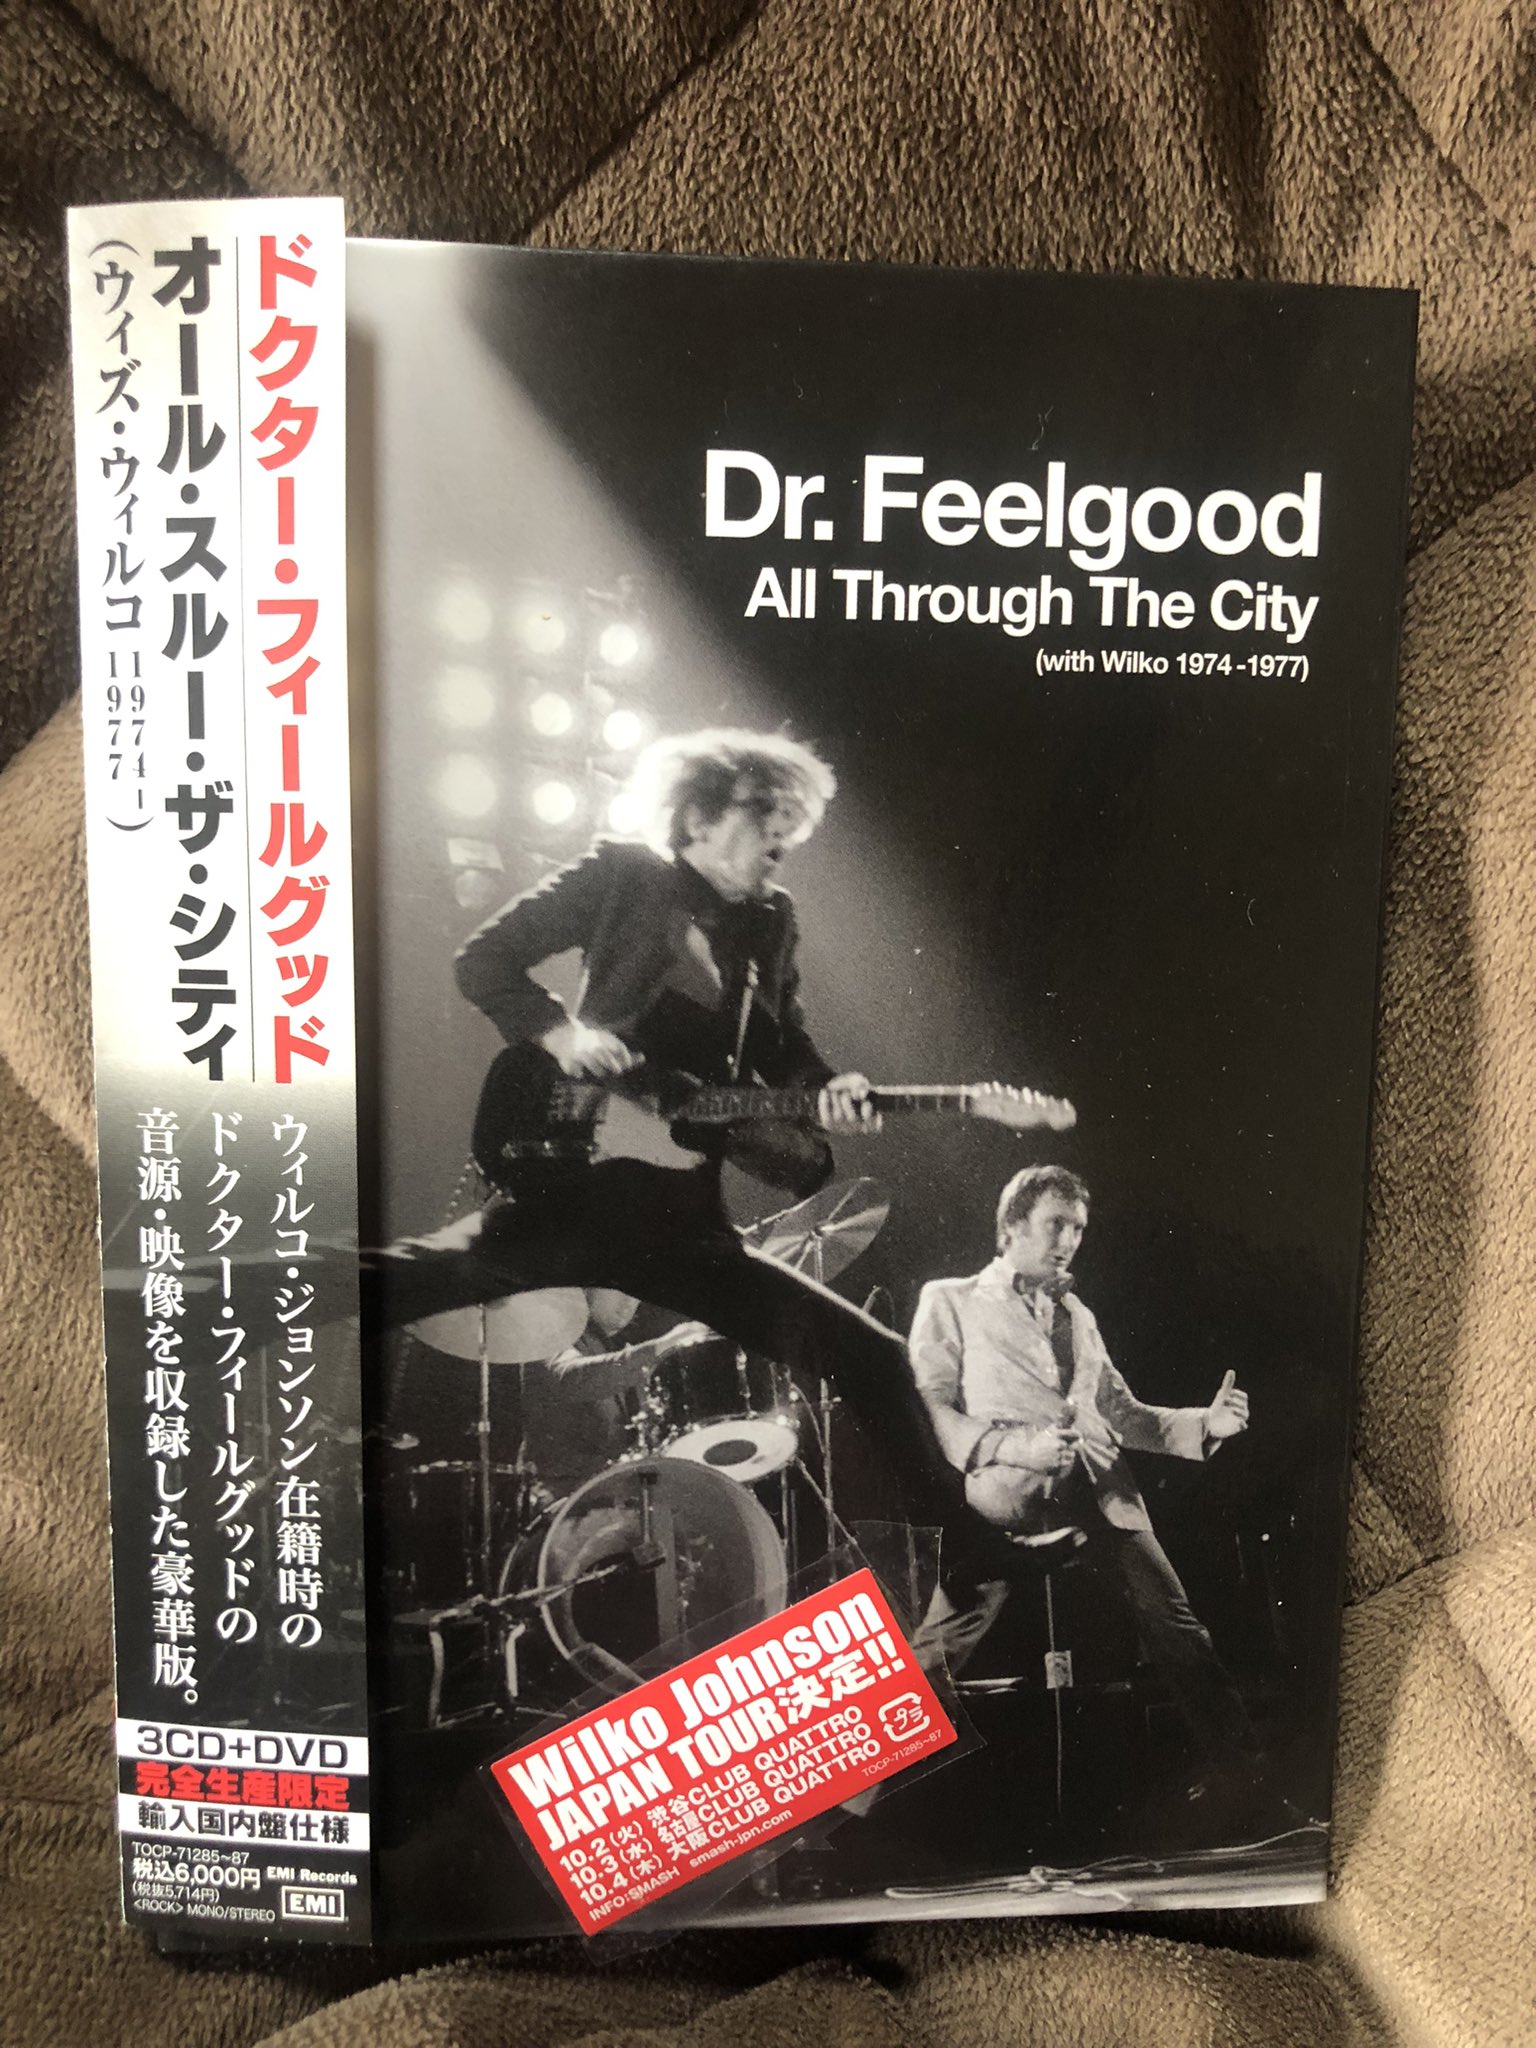 ドクター・フィールグッド
オール・スルー・ザ・シティ
(ウィズ・ウィルコ 1974-1977)
ウィルコ・ジョンソン在籍時の
ドクター・フィールグッドの
音源・映像を収録した豪華版。
3CD+DVD
完全生産限定
輸入国内盤仕様
TOCP-71285~87
税込6,000円 EMI Records
(税抜5,714円)
<ROCK> MONO/STEREO
EMI
Dr. Feelgood
All Through The City
(with Wilko 1974-1977)
Wilko Johnson
JAPAN TOUR決定!!
10.2(火) 渋谷CLUB QUATTRO
10.3(水) 名古屋CLUB QUATTRO
10.4(木) 大阪CLUB QUATTRO
INFO:SMASH smash-jpn.com
プラ
TOCP-71285~87